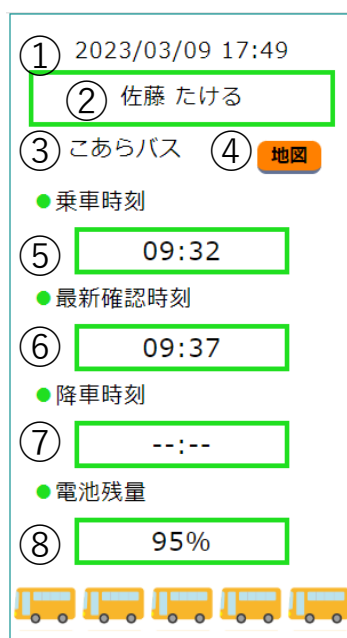 ① 2023/03/09 17:49
② 佐藤 たける
③ こあらバス ④ 地図
●乗車時刻
⑤ 09:32
●最新確認時刻
⑥ 09:37
●降車時刻
⑦ --:--
●電池残量
⑧ 95%